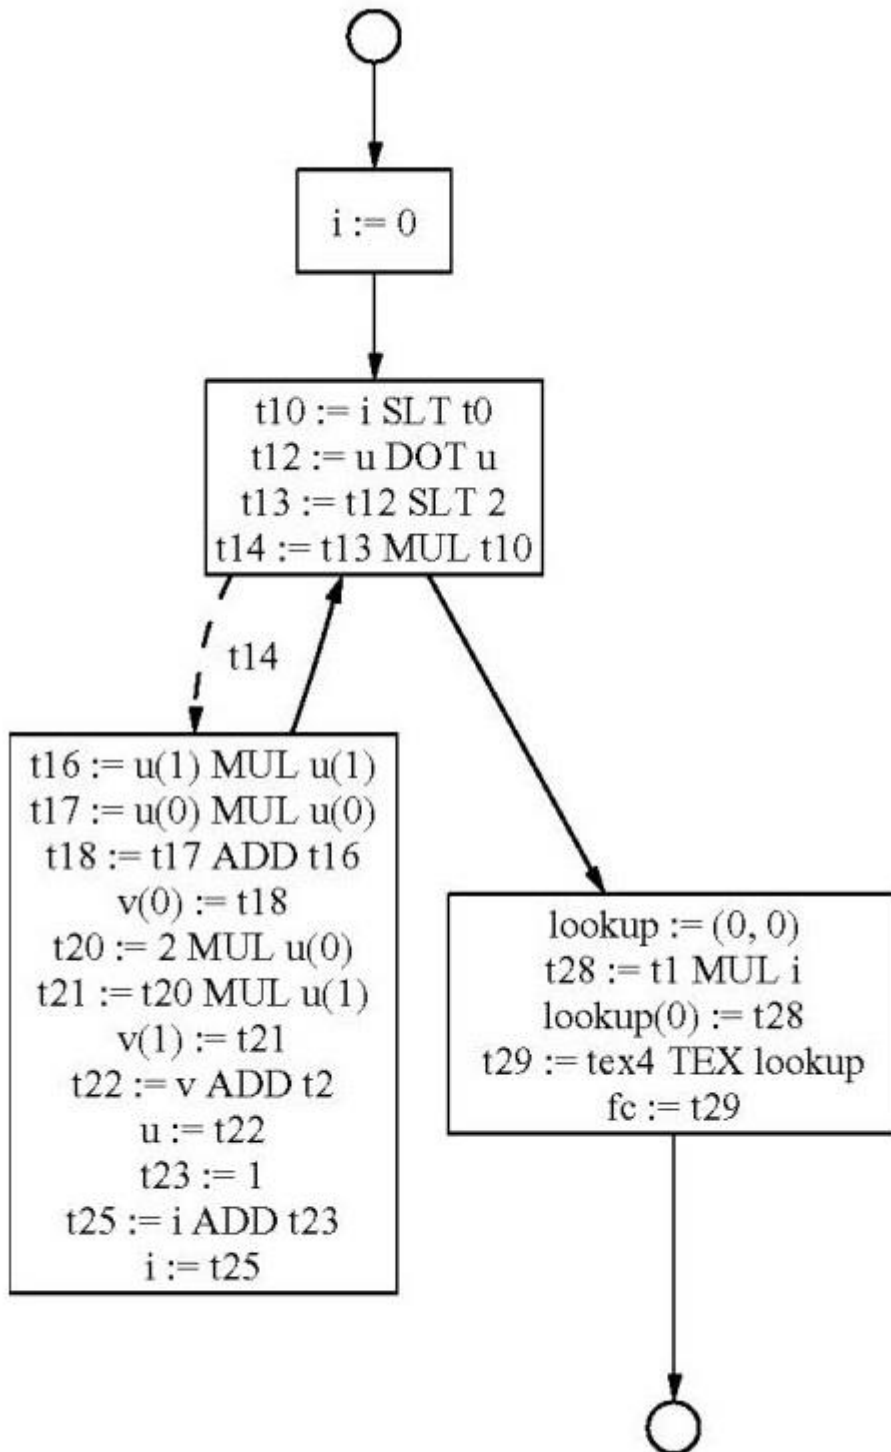 i := 0
t10 := i SLT t0
t12 := u DOT u
t13 := t12 SLT 2
t14 := t13 MUL t10
t14
t16 := u(1) MUL u(1)
t17 := u(0) MUL u(0)
t18 := t17 ADD t16
v(0) := t18
t20 := 2 MUL u(0)
t21 := t20 MUL u(1)
v(1) := t21
t22 := v ADD t2
u := t22
t23 := 1
t25 := i ADD t23
i := t25
lookup := (0, 0)
t28 := t1 MUL i
lookup(0) := t28
t29 := tex4 TEX lookup
fc := t29